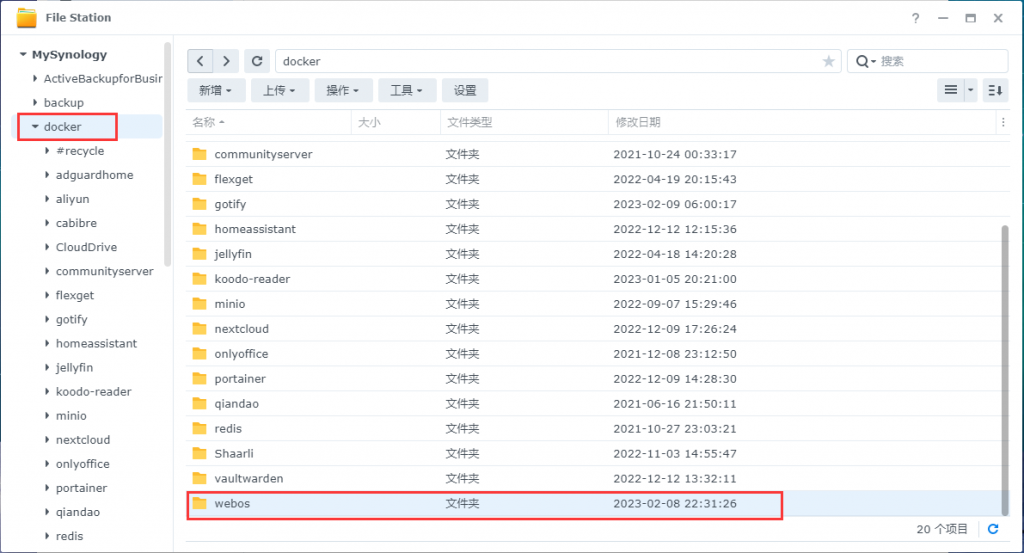 File Station
MySynology
ActiveBackupforBusir
backup
docker
#recycle
adguardhome
aliyun
cabibre
CloudDrive
communityserver
flexget
gotify
homeassistant
jellyfin
koodo-reader
minio
nextcloud
onlyoffice
portainer
qiandao
redis
docker
搜索
新增 上传 操作 工具 设置
名称 大小 文件类型 修改日期
communityserver 文件夹 2021-10-24 00:33:17
flexget 文件夹 2022-04-19 20:15:43
gotify 文件夹 2023-02-09 06:00:17
homeassistant 文件夹 2022-12-12 12:15:36
jellyfin 文件夹 2022-04-18 14:20:28
koodo-reader 文件夹 2023-01-05 20:21:00
minio 文件夹 2022-09-07 15:29:46
nextcloud 文件夹 2022-12-09 17:26:24
onlyoffice 文件夹 2021-12-08 23:12:50
portainer 文件夹 2022-12-09 14:28:30
qiandao 文件夹 2021-06-16 21:50:11
redis 文件夹 2021-10-27 23:03:21
Shaarli 文件夹 2022-11-03 14:55:47
vaultwarden 文件夹 2022-12-12 13:32:11
webos 文件夹 2023-02-08 22:31:26
20 个项目